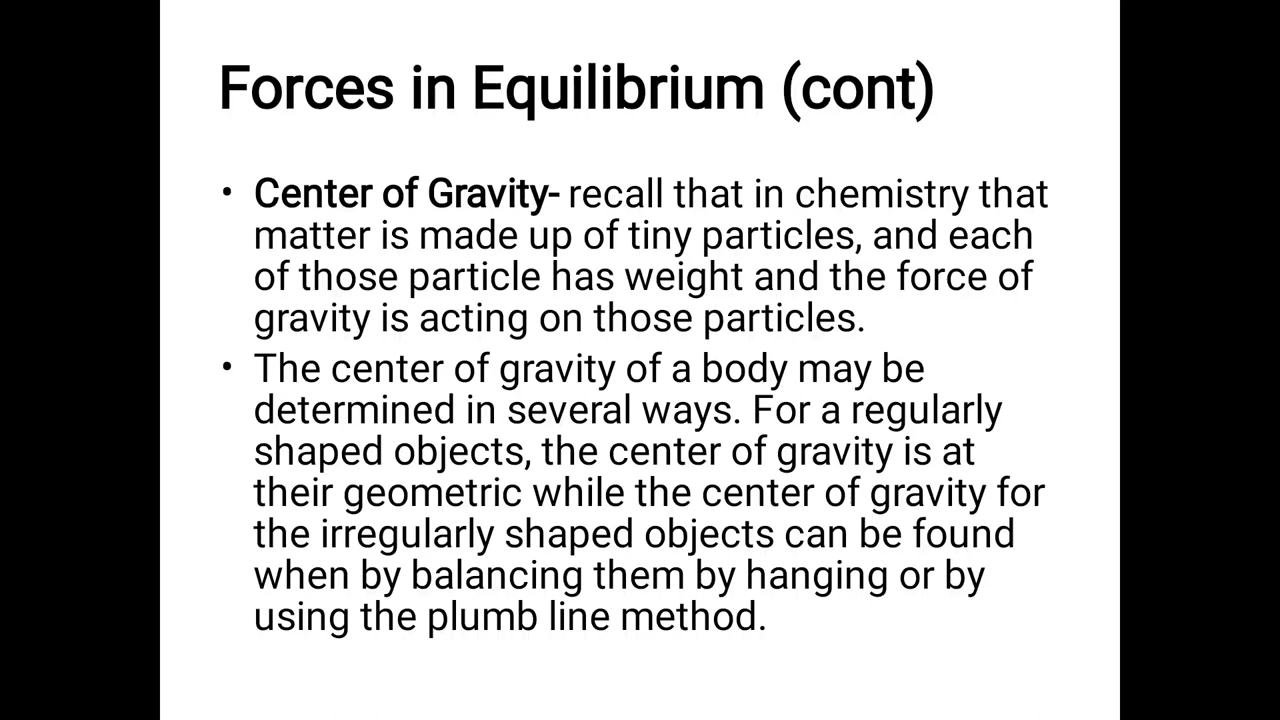 Forces in Equilibrium (cont)
• Center of Gravity- recall that in chemistry that
matter is made up of tiny particles, and each
of those particle has weight and the force of
gravity is acting on those particles.
• The center of gravity of a body may be
determined in several ways. For a regularly
shaped objects, the center of gravity is at
their geometric while the center of gravity for
the irregularly shaped objects can be found
when by balancing them by hanging or by
using the plumb line method.